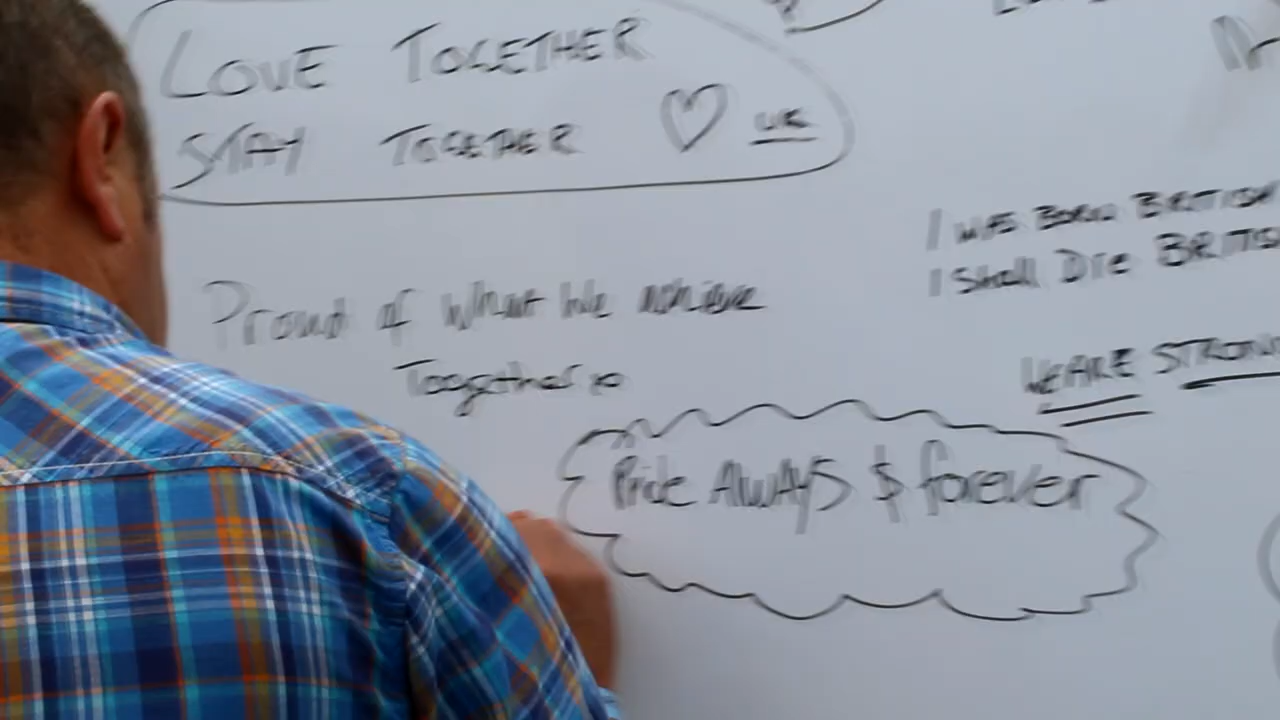 LOVE TOGETHER
STAY TOGETHER ♡ UK
I WAS BORN BRITISH
I Shall Die BRITISH
Proud of What We achieve
Together x
WE ARE STRONG
Pride AlwAys $ forever